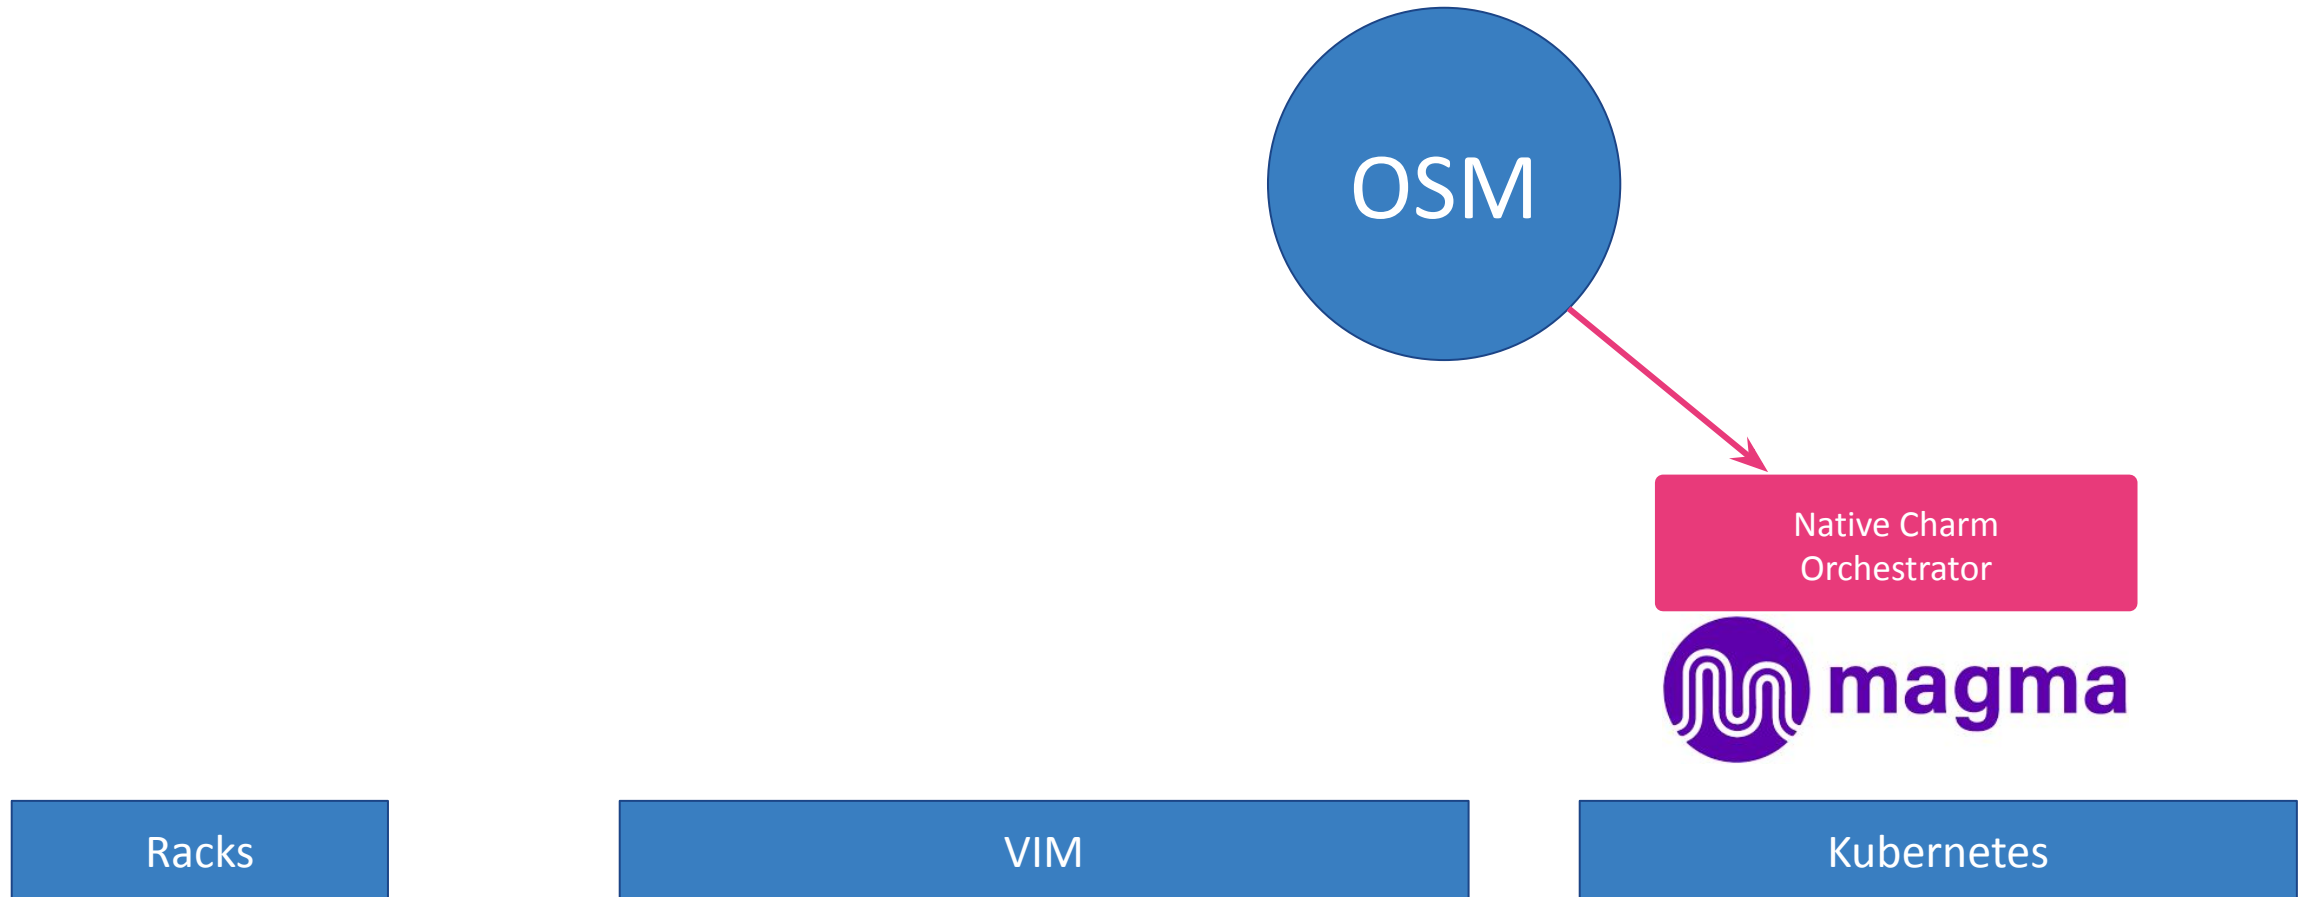 OSM
Native Charm
Orchestrator
magma
Racks
VIM
Kubernetes